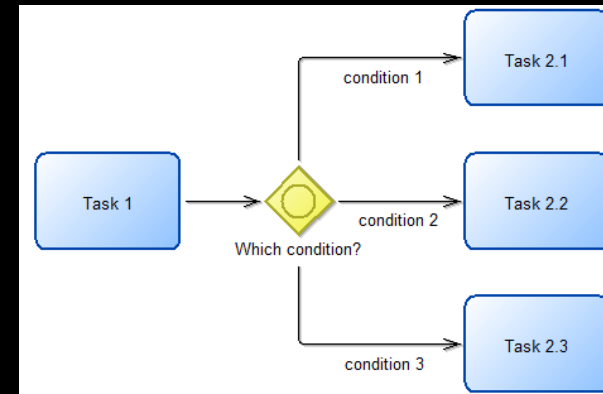 Task 2.1
condition 1
Task 1
Task 2.2
condition 2
Which condition?
Task 2.3
condition 3